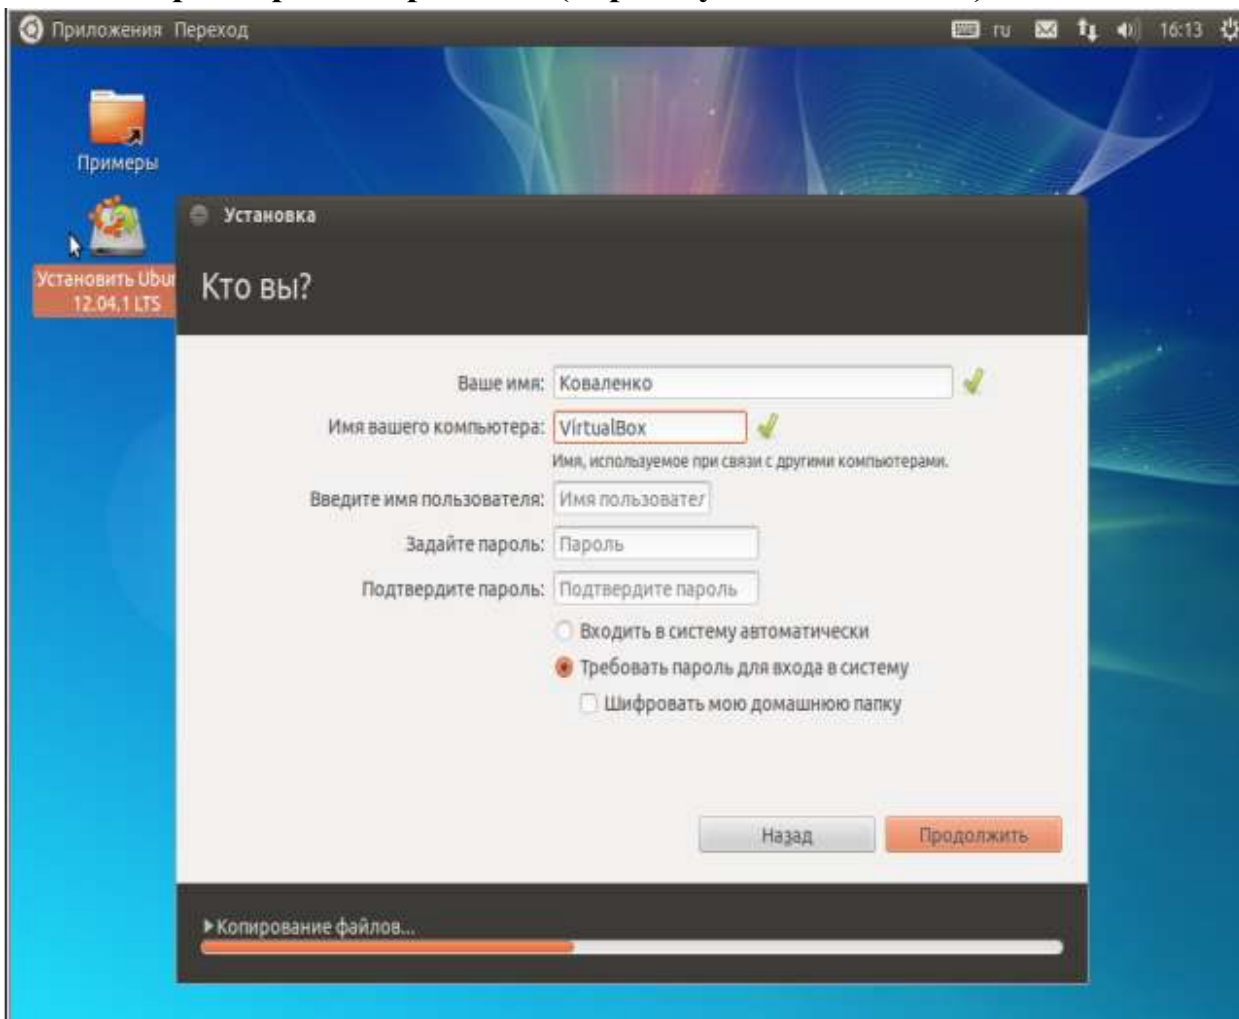 Приложения Переход
ru
16:13
Примеры
Установить Ubun
12.04.1 LTS
Установка
Кто вы?
Ваше имя: Коваленко
Имя вашего компьютера: VirtualBox
Имя, используемое при связи с другими компьютерами.
Введите имя пользователя: Имя пользовател
Задайте пароль: Пароль
Подтвердите пароль: Подтвердите пароль
Входить в систему автоматически
Требовать пароль для входа в систему
Шифровать мою домашнюю папку
Назад
Продолжить
Копирование файлов...